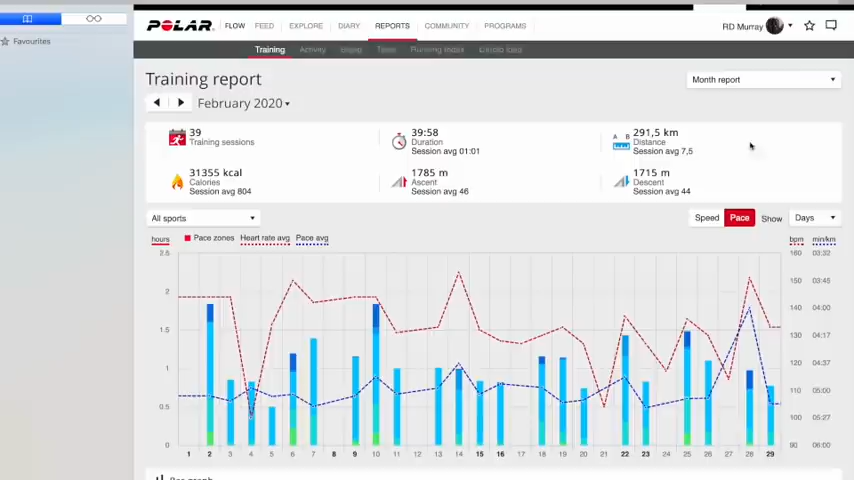 POLAR. FLOW FEED EXPLORE DIARY REPORTS COMMUNITY PROGRAMS RD Murray
Favourites
Training Activity Sleep Tests Running Index Cardio load
Training report
Month report
February 2020
39
Training sessions
39:58
Duration
Session avg 01:01
A B
291,5 km
Distance
Session avg 7,5
31355 kcal
Calories
Session avg 804
1785 m
Ascent
Session avg 46
1715 m
Descent
Session avg 44
All sports
Speed Pace Show Days
hours Pace zones Heart rate avg Pace avg bpm min/km
2.5 160 03:32
150 03:45
2 140 04:00
1.5 130 04:17
120 04:37
1 110 05:00
0.5 100 05:27
0 90 06:00
1 2 3 4 5 6 7 8 9 10 11 12 13 14 15 16 17 18 19 20 21 22 23 24 25 26 27 28 29